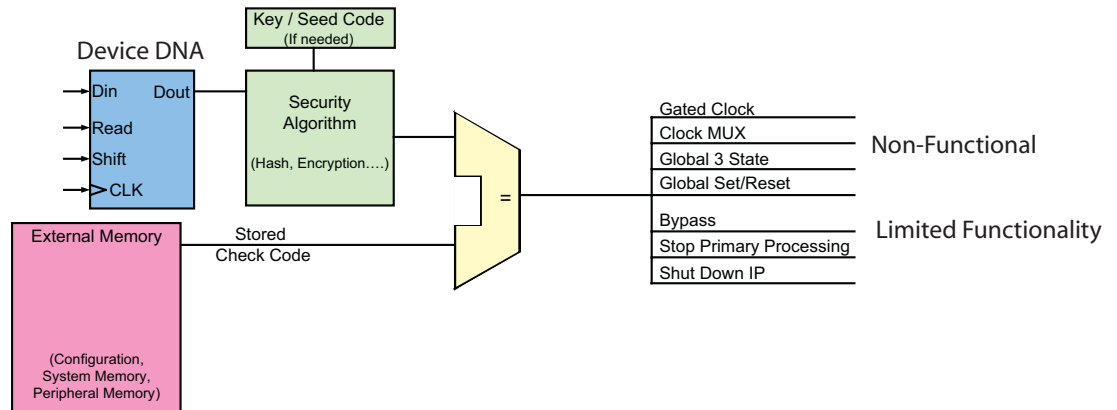 Key / Seed Code
(If needed)
Device DNA
Din
Dout
Read
Shift
CLK
Security
Algorithm
(Hash, Encryption....)
External Memory
(Configuration,
System Memory,
Peripheral Memory)
Stored
Check Code
=
Gated Clock
Clock MUX
Global 3 State
Global Set/Reset
Non-Functional
Bypass
Stop Primary Processing
Shut Down IP
Limited Functionality